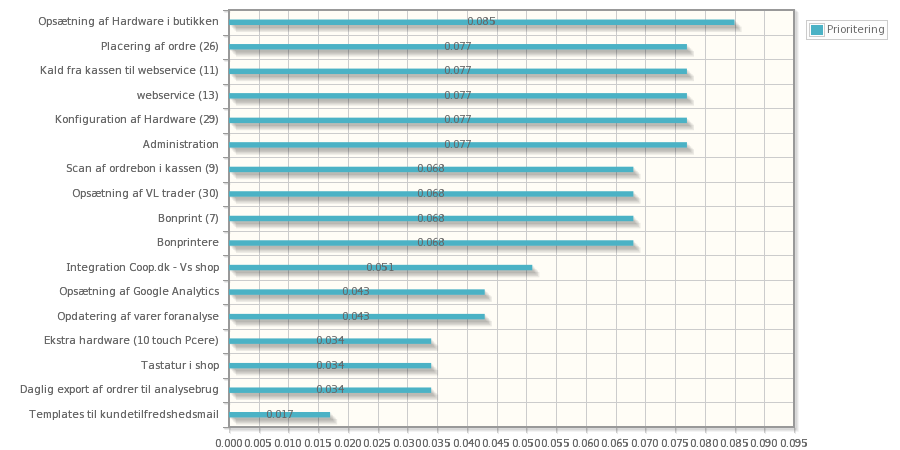 Opsætning af Hardware i butikken 0.085
Placering af ordre (26) 0.077
Kald fra kassen til webservice (11) 0.077
webservice (13) 0.077
Konfiguration af Hardware (29) 0.077
Administration 0.077
Scan af ordrebon i kassen (9) 0.068
Opsætning af VL trader (30) 0.068
Bonprint (7) 0.068
Bonprintere 0.068
Integration Coop.dk - Vs shop 0.051
Opsætning af Google Analytics 0.043
Opdatering af varer foranalyse 0.043
Ekstra hardware (10 touch Pcere) 0.034
Tastatur i shop 0.034
Daglig export af ordrer til analysebrug 0.034
Templates til kundetilfredshedsmail 0.017
0.000 0.005 0.010 0.015 0.020 0.025 0.030 0.035 0.040 0.045 0.050 0.055 0.060 0.065 0.070 0.075 0.080 0.085 0.090 0.095
Prioritering